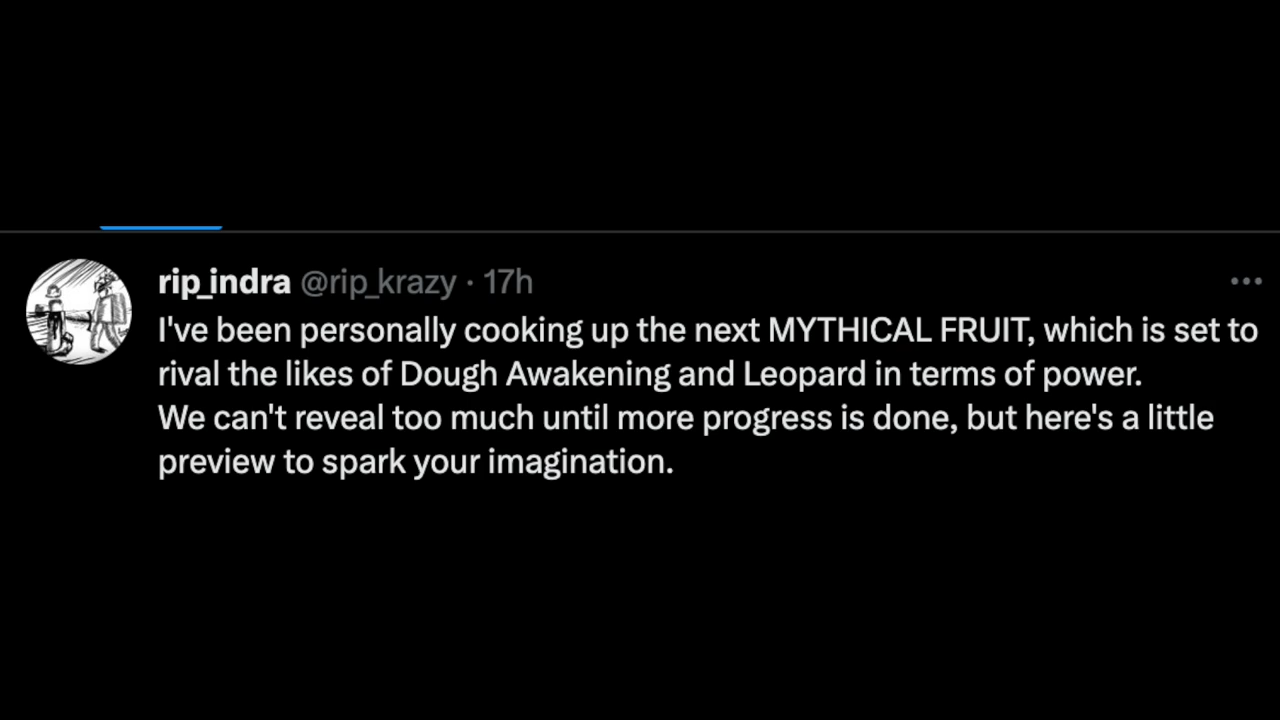 rip_indra @rip_krazy · 17h
I've been personally cooking up the next MYTHICAL FRUIT, which is set to
rival the likes of Dough Awakening and Leopard in terms of power.
We can't reveal too much until more progress is done, but here's a little
preview to spark your imagination.